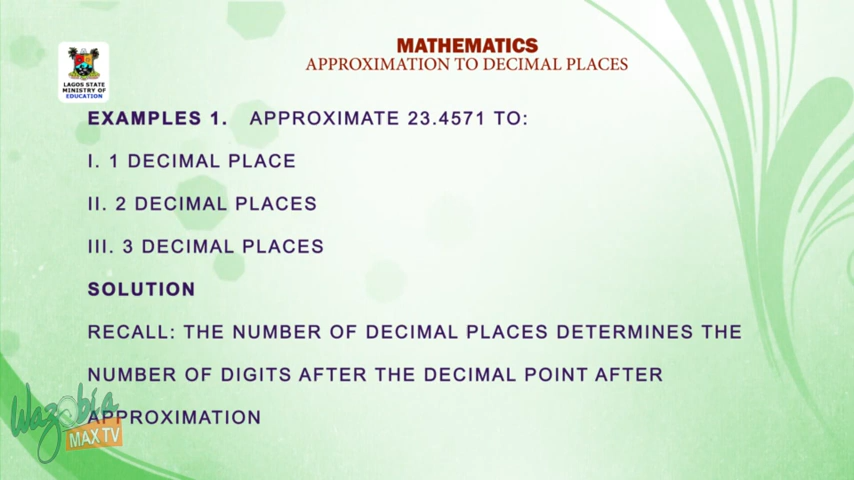 MATHEMATICS
APPROXIMATION TO DECIMAL PLACES
LAGOS STATE
MINISTRY OF
EDUCATION
EXAMPLES 1. APPROXIMATE 23.4571 TO:
I. 1 DECIMAL PLACE
II. 2 DECIMAL PLACES
III. 3 DECIMAL PLACES
SOLUTION
RECALL: THE NUMBER OF DECIMAL PLACES DETERMINES THE
NUMBER OF DIGITS AFTER THE DECIMAL POINT AFTER
APPROXIMATION
Wazobia
MAX TV